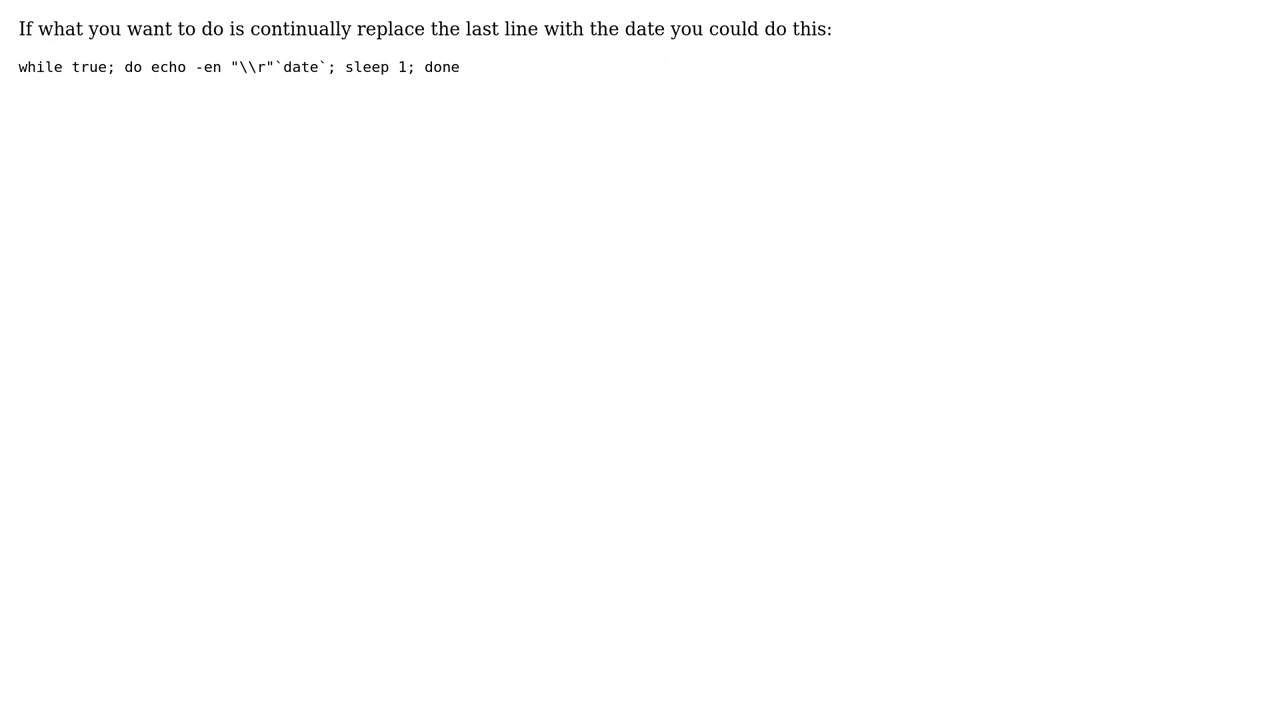 If what you want to do is continually replace the last line with the date you could do this:
while true; do echo -en "\\r"`date`; sleep 1; done